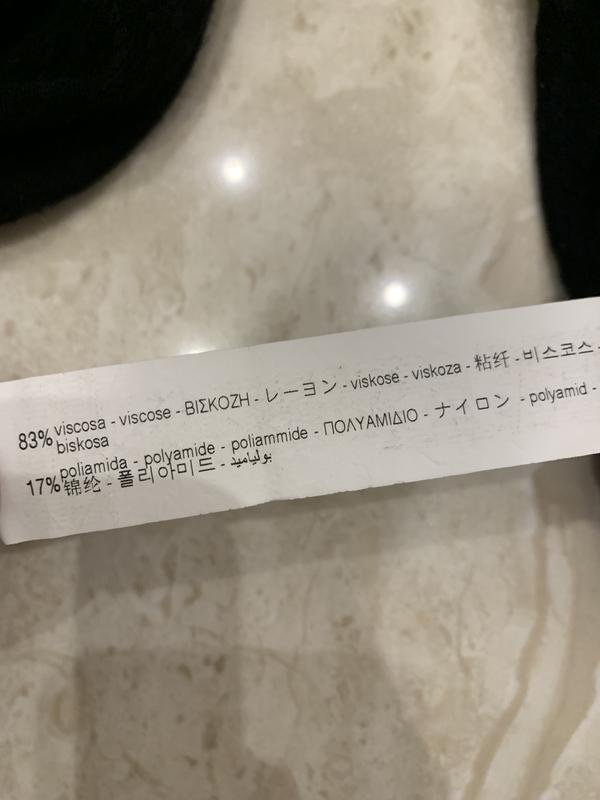 83% viscosa - viscose - ΒΙΣΚΟΖΗ - レーヨン - viskose - viskoza - 粘纤 - 비스코스 -
biskosa
poliamida - polyamide - poliammide - ΠΟΛΥΑΜΙΔΙΟ - ナイロン - polyamid -
17% 锦纶 - 폴리아미드 - بوليأميد